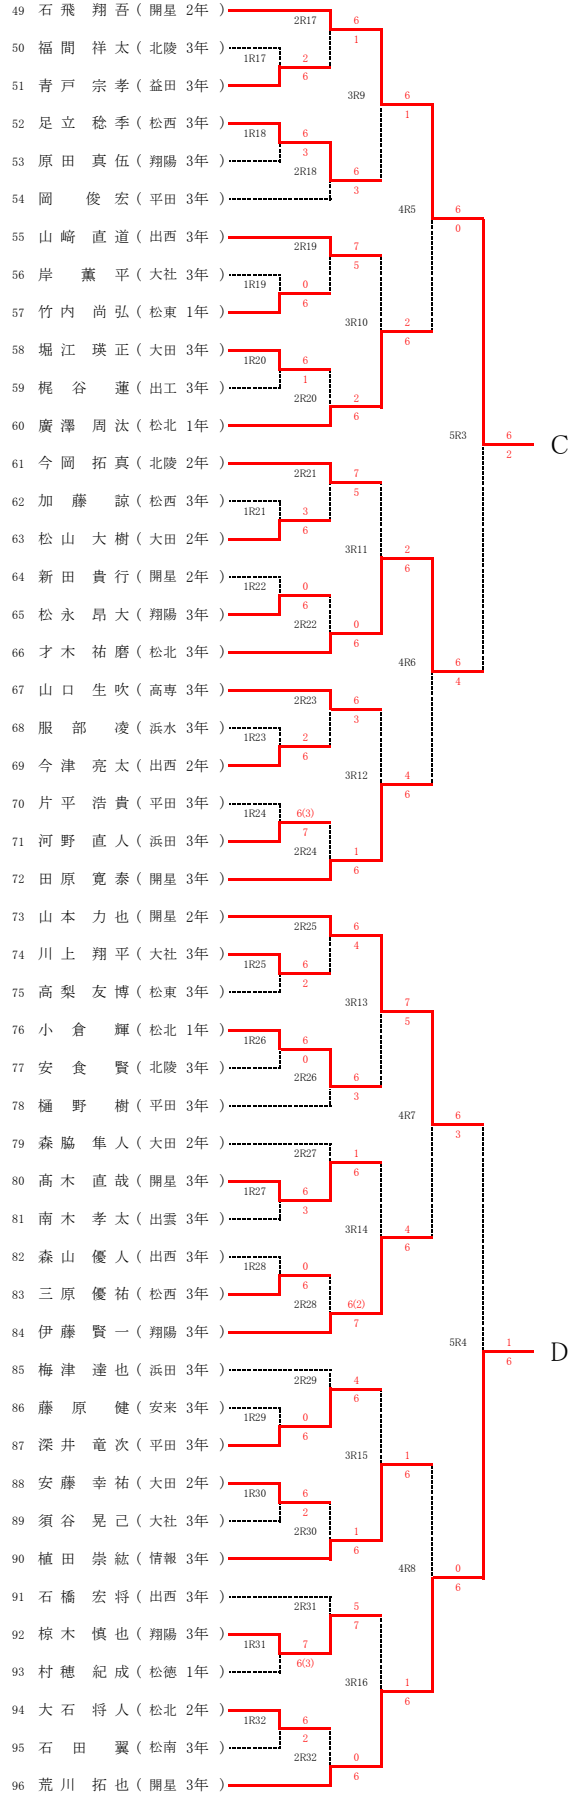 49 石飛 翔吾 ( 開星 2年 )
2R17 6
1
50 福間 祥太 ( 北陵 3年 )
1R17 2
6
51 青戸 宗孝 ( 益田 3年 )
3R9 6
1
52 足立 稔季 ( 松西 3年 )
1R18 6
3
53 原田 真伍 ( 翔陽 3年 )
2R18 6
3
54 岡 俊宏 ( 平田 3年 )
4R5 6
0
55 山﨑 直道 ( 出西 3年 )
2R19 7
5
56 岸 薫平 ( 大社 3年 )
1R19 0
6
57 竹内 尚弘 ( 松東 1年 )
3R10 2
6
58 堀江 瑛正 ( 大田 3年 )
1R20 6
1
59 梶谷 蓮 ( 出工 3年 )
2R20 2
6
60 廣澤 周汰 ( 松北 1年 )
5R3 6
2
C
61 今岡 拓真 ( 北陵 2年 )
2R21 7
5
62 加藤 諒 ( 松西 3年 )
1R21 3
6
63 松山 大樹 ( 大田 2年 )
3R11 2
6
64 新田 貴行 ( 開星 2年 )
1R22 0
6
65 松永 昂大 ( 翔陽 3年 )
2R22 0
6
66 才木 祐磨 ( 松北 3年 )
4R6 6
4
67 山口 生吹 ( 高専 3年 )
2R23 6
3
68 服部 凌 ( 浜水 3年 )
1R23 2
6
69 今津 亮太 ( 出西 2年 )
3R12 4
6
70 片平 浩貴 ( 平田 3年 )
1R24 6(3)
7
71 河野 直人 ( 浜田 3年 )
2R24 1
6
72 田原 寛泰 ( 開星 3年 )
73 山本 力也 ( 開星 2年 )
2R25 6
4
74 川上 翔平 ( 大社 3年 )
1R25 6
2
75 高梨 友博 ( 松東 3年 )
3R13 7
5
76 小倉 輝 ( 松北 1年 )
1R26 6
0
77 安食 賢 ( 北陵 3年 )
2R26 6
3
78 樋野 樹 ( 平田 3年 )
4R7 6
3
79 森脇 隼人 ( 大田 2年 )
2R27 1
6
80 髙木 直哉 ( 開星 3年 )
1R27 6
3
81 南木 孝太 ( 出雲 3年 )
3R14 4
6
82 森山 優人 ( 出西 3年 )
1R28 0
6
83 三原 優祐 ( 松西 3年 )
2R28 6(2)
7
84 伊藤 賢一 ( 翔陽 3年 )
5R4 1
6
D
85 梅津 達也 ( 浜田 3年 )
2R29 4
6
86 藤原 健 ( 安来 3年 )
1R29 0
6
87 深井 竜次 ( 平田 3年 )
3R15 1
6
88 安藤 幸祐 ( 大田 2年 )
1R30 6
2
89 須谷 晃己 ( 大社 3年 )
2R30 1
6
90 植田 崇紘 ( 情報 3年 )
4R8 0
6
91 石橋 宏将 ( 出西 3年 )
2R31 5
7
92 椋木 慎也 ( 翔陽 3年 )
1R31 7
6(3)
93 村穂 紀成 ( 松徳 1年 )
3R16 1
6
94 大石 将人 ( 松北 2年 )
1R32 6
2
95 石田 翼 ( 松南 3年 )
2R32 0
6
96 荒川 拓也 ( 開星 3年 )